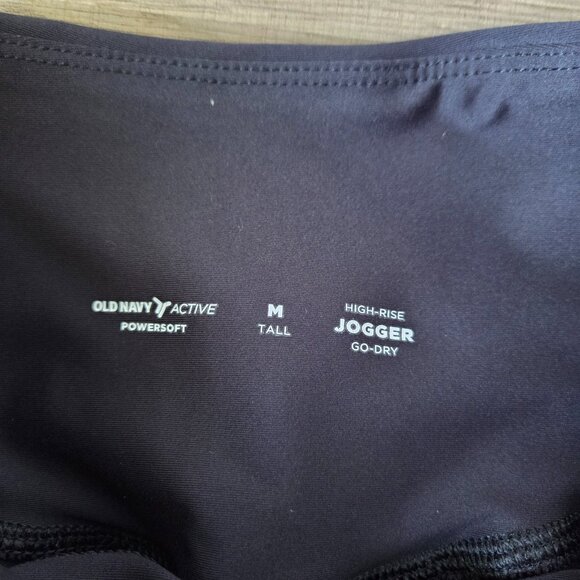 OLD NAVY ACTIVE
POWERSOFT
M
TALL
HIGH-RISE
JOGGER
GO-DRY